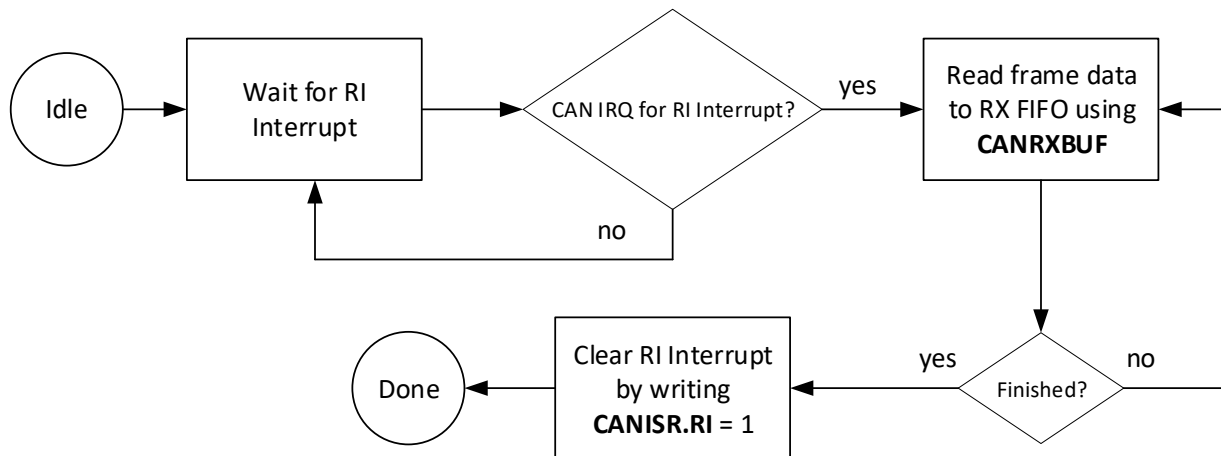 Idle
Wait for RI
Interrupt
CAN IRQ for RI Interrupt?
yes
no
Read frame data
to RX FIFO using
CANRXBUF
Finished?
no
yes
Clear RI Interrupt
by writing
CANISR.RI = 1
Done